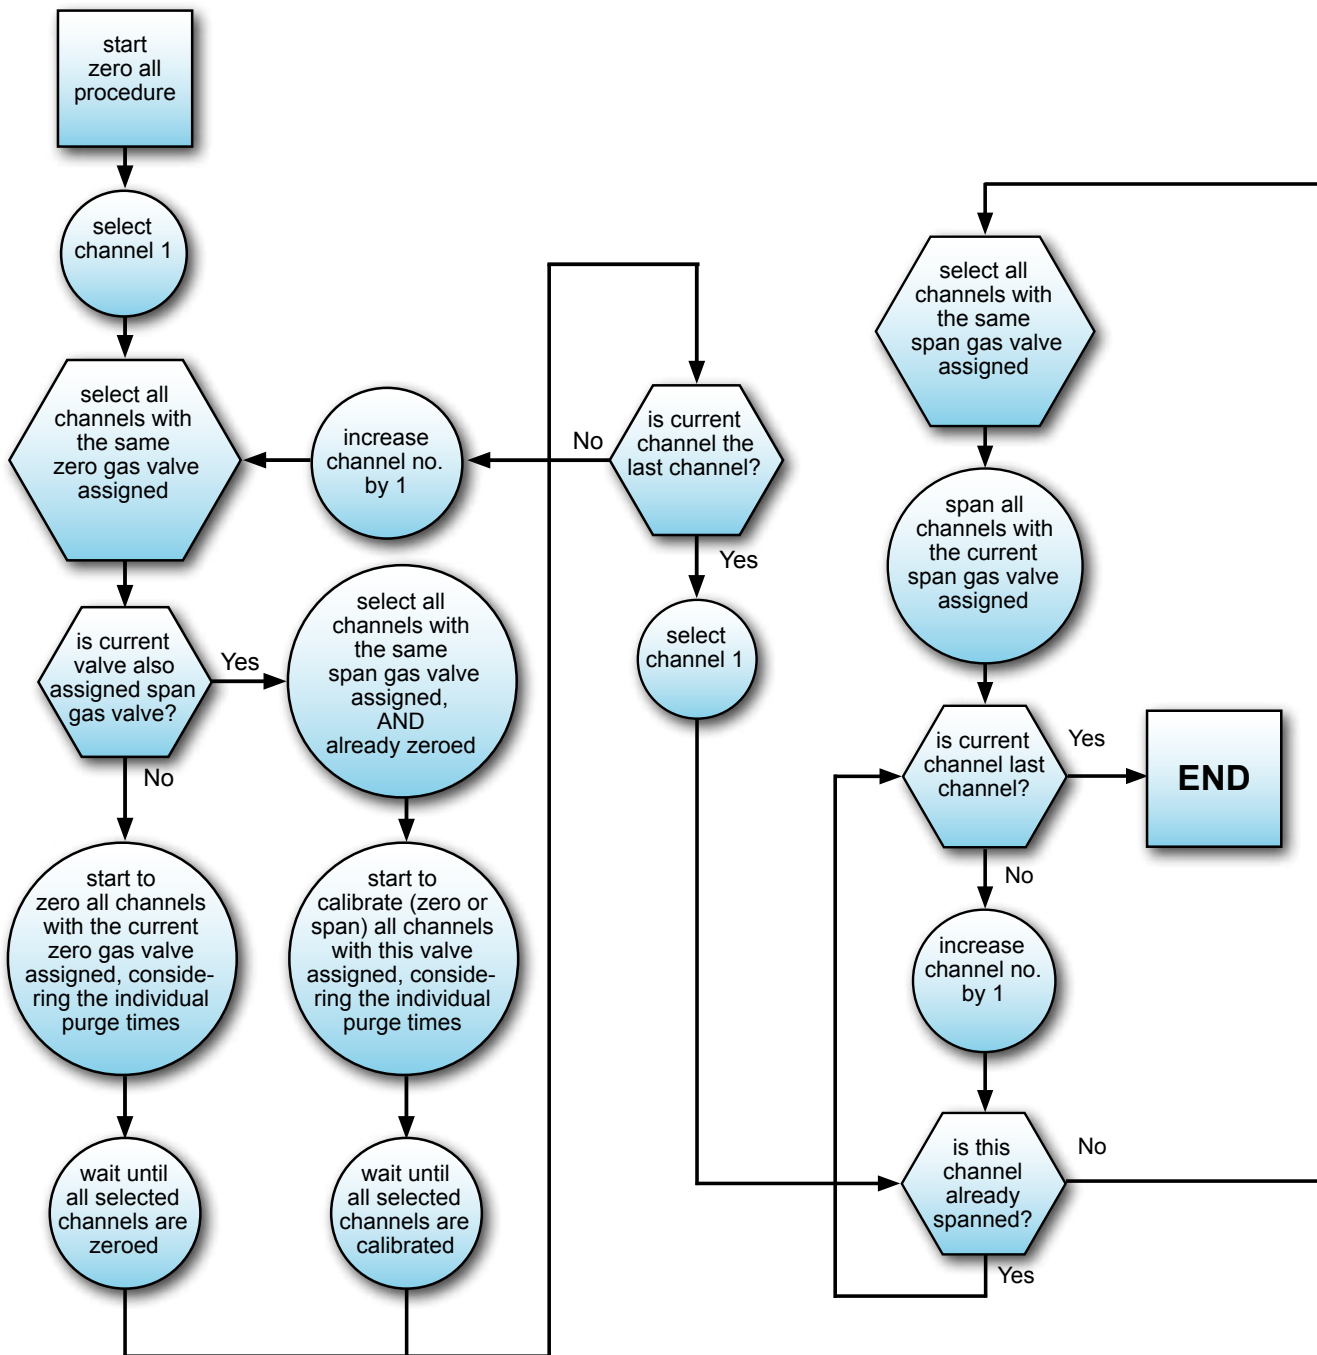 start
zero all
procedure
select
channel 1
select all
channels with
the same
zero gas valve
assigned
increase
channel no.
by 1
No
is current
channel the
last channel?
Yes
select
channel 1
is current
valve also
assigned span
gas valve?
Yes
No
select all
channels with
the same
span gas valve
assigned,
AND
already zeroed
start to
zero all channels
with the current
zero gas valve
assigned, conside-
ring the individual
purge times
start to
calibrate (zero or
span) all channels
with this valve
assigned, conside-
ring the individual
purge times
wait until
all selected
channels are
zeroed
wait until
all selected
channels are
calibrated
select all
channels with
the same
span gas valve
assigned
span all
channels with
the current
span gas valve
assigned
is current
channel last
channel?
Yes
END
No
increase
channel no.
by 1
is this
channel
already
spanned?
No
Yes